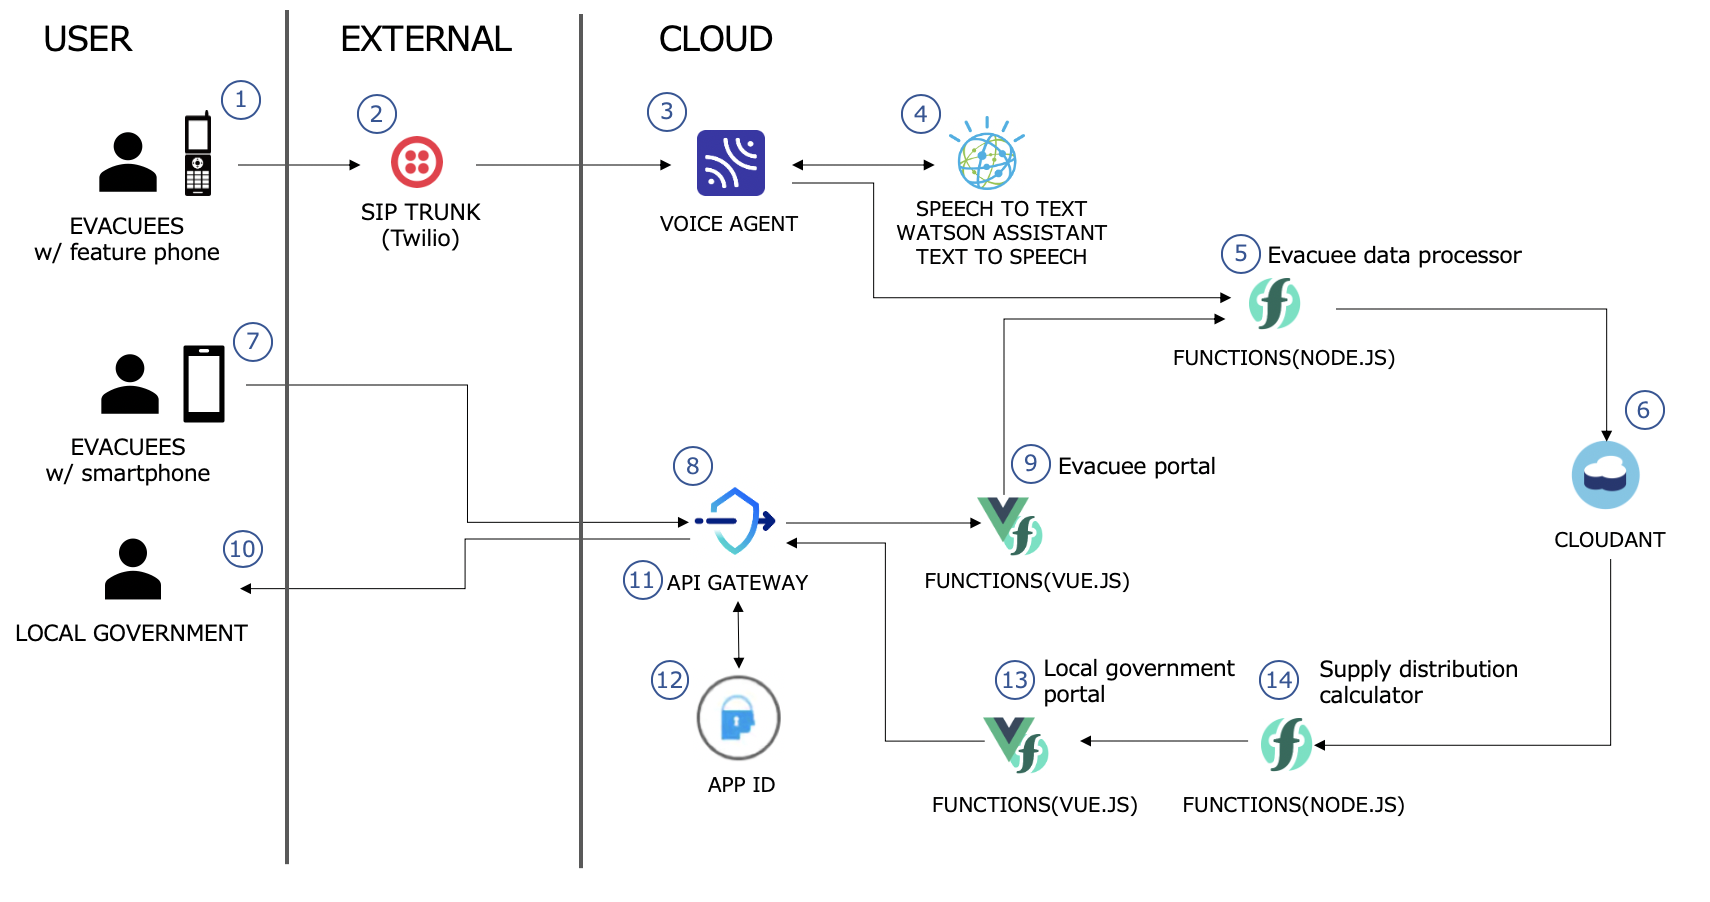 USER
EXTERNAL
CLOUD
1
2
3
4
EVACUEES
w/ feature phone
SIP TRUNK
(Twilio)
VOICE AGENT
SPEECH TO TEXT
WATSON ASSISTANT
TEXT TO SPEECH
5
Evacuee data processor
FUNCTIONS(NODE.JS)
6
CLOUDANT
7
EVACUEES
w/ smartphone
8
9
Evacuee portal
FUNCTIONS(VUE.JS)
10
LOCAL GOVERNMENT
11
API GATEWAY
12
APP ID
13
Local government
portal
FUNCTIONS(VUE.JS)
14
Supply distribution
calculator
FUNCTIONS(NODE.JS)